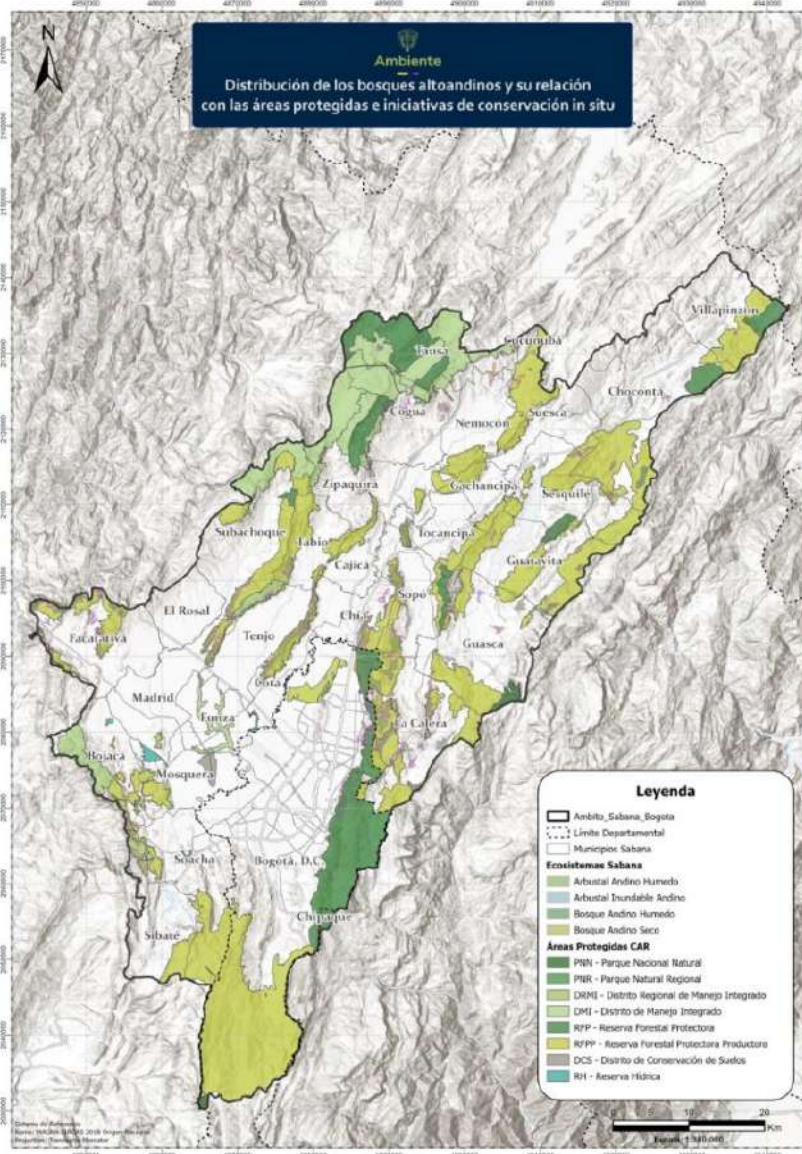 N
Ambiente
Distribución de los bosques altoandinos y su relación
con las áreas protegidas e iniciativas de conservación in situ
Villapinzón
Cucunubá
Tausa
Chocontá
Suesca
Cogua
Nemocón
Zipaquira
Gachancipá
Sesquilé
Subachoque
Tocancipá
Tabio
Guatavita
Cajicá
Sopó
El Rosal
Chía
Facatativa
Tenjo
Guasca
Cota
Madrid
Funza
La Calera
Bojacá
Mosquera
Soacha
Bogotá, D.C.
Chipaque
Sibaté
Leyenda
Ambito_Sabana_Bogota
Límite Departamental
Municipios Sabana
Ecosistemas Sabana
Arbustal Andino Humedo
Arbustal Inundable Andino
Bosque Andino Humedo
Bosque Andino Seco
Áreas Protegidas CAR
PNN - Parque Nacional Natural
PNR - Parque Natural Regional
DRMI - Distrito Regional de Manejo Integrado
DMI - Distrito de Manejo Integrado
RFP - Reserva Forestal Protectora
RFPP - Reserva Forestal Protectora Productora
DCS - Distrito de Conservación de Suelos
RH - Reserva Hídrica
0 5 10 20
Km